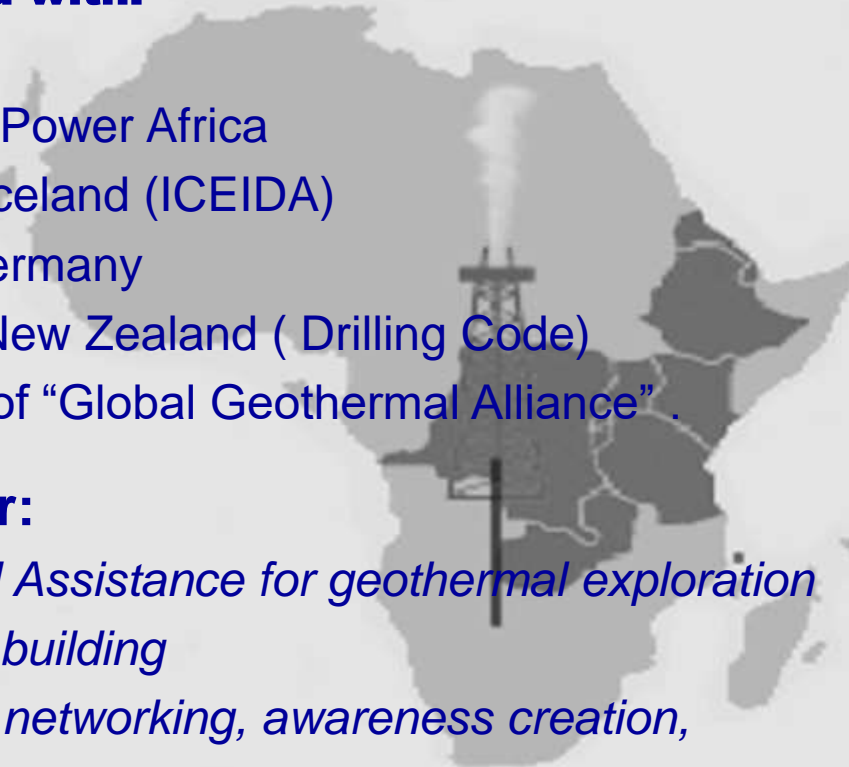 Power Africa
celand (ICEIDA)
ermany
New Zealand ( Drilling Code)
of “Global Geothermal Alliance” .
r:
Assistance for geothermal exploration
building
networking, awareness creation,